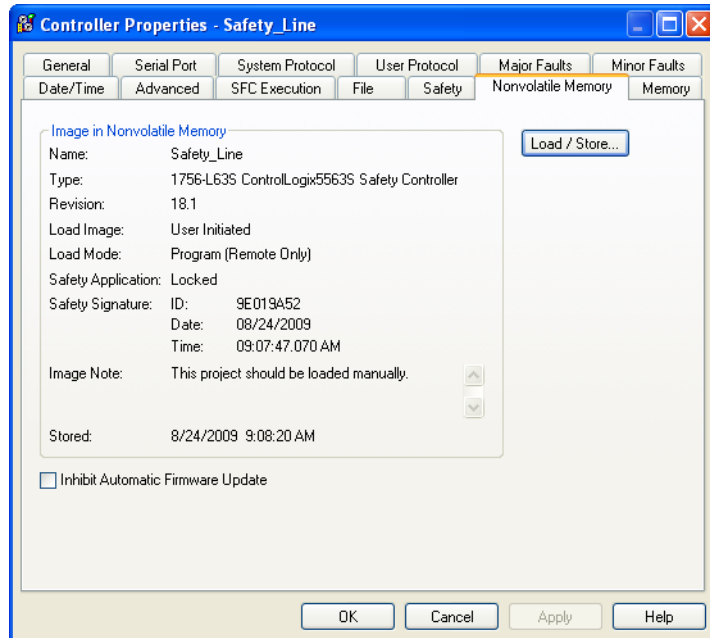 Controller Properties - Safety_Line
General Serial Port System Protocol User Protocol Major Faults Minor Faults
Date/Time Advanced SFC Execution File Safety Nonvolatile Memory Memory
Image in Nonvolatile Memory
Load / Store...
Name: Safety_Line
Type: 1756-L63S ControlLogix5563S Safety Controller
Revision: 18.1
Load Image: User Initiated
Load Mode: Program (Remote Only)
Safety Application: Locked
Safety Signature: ID: 9E019A52
Date: 08/24/2009
Time: 09:07:47.070 AM
Image Note: This project should be loaded manually.
Stored: 8/24/2009 9:08:20 AM
Inhibit Automatic Firmware Update
OK Cancel Apply Help